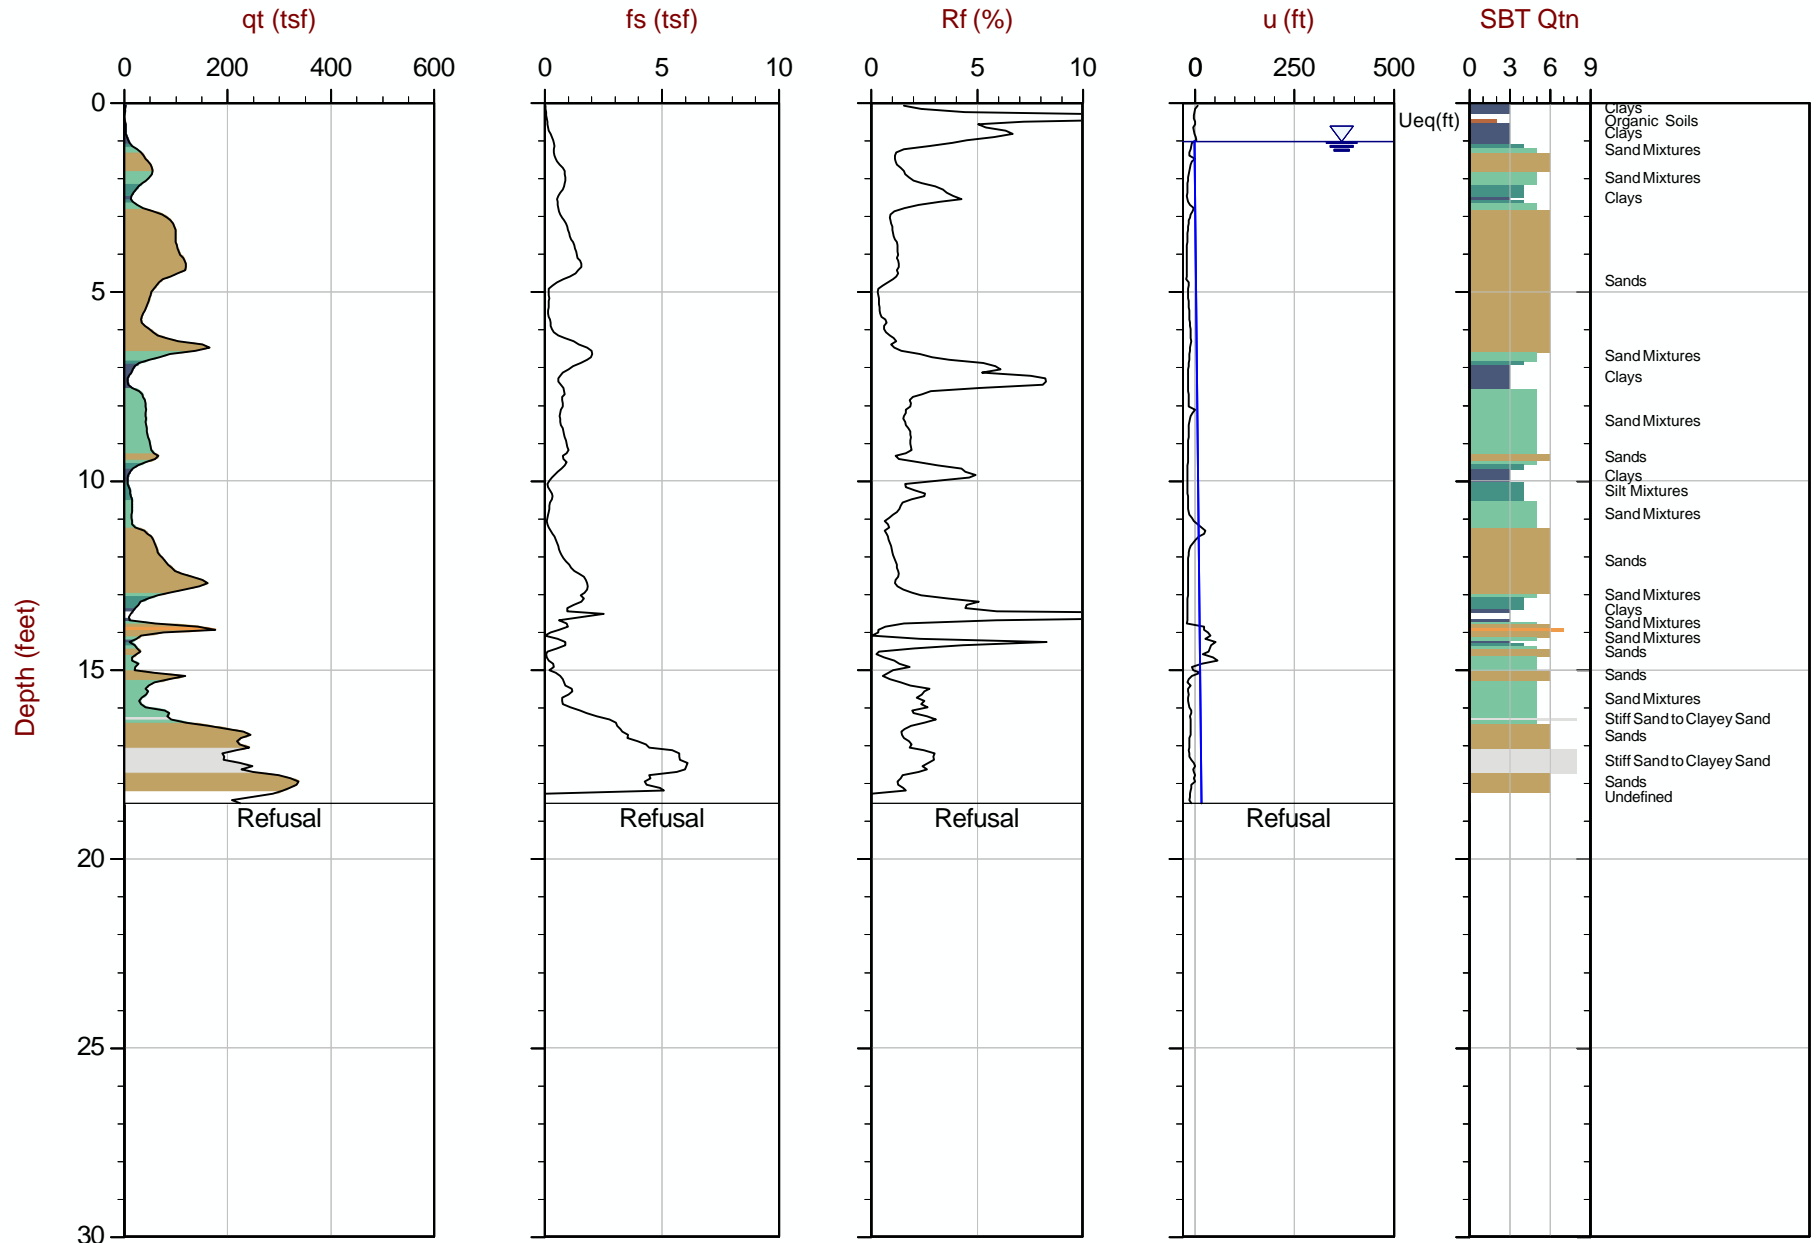 qt (tsf) fs (tsf) Rf (%) u (ft) SBT Qtn
0 200 400 600 0 5 10 0 5 10 0 250 500 0 3 6 9
0
5
10
15
20
25
30
Depth (feet)
Ueq(ft)
Clays
Organic Soils
Clays
Sand Mixtures
Sand Mixtures
Clays
Sands
Sand Mixtures
Clays
Sand Mixtures
Sands
Clays
Silt Mixtures
Sand Mixtures
Sands
Sand Mixtures
Clays
Sand Mixtures
Sand Mixtures
Sands
Sands
Sand Mixtures
Stiff Sand to Clayey Sand
Sands
Stiff Sand to Clayey Sand
Sands
Undefined
Refusal Refusal Refusal Refusal